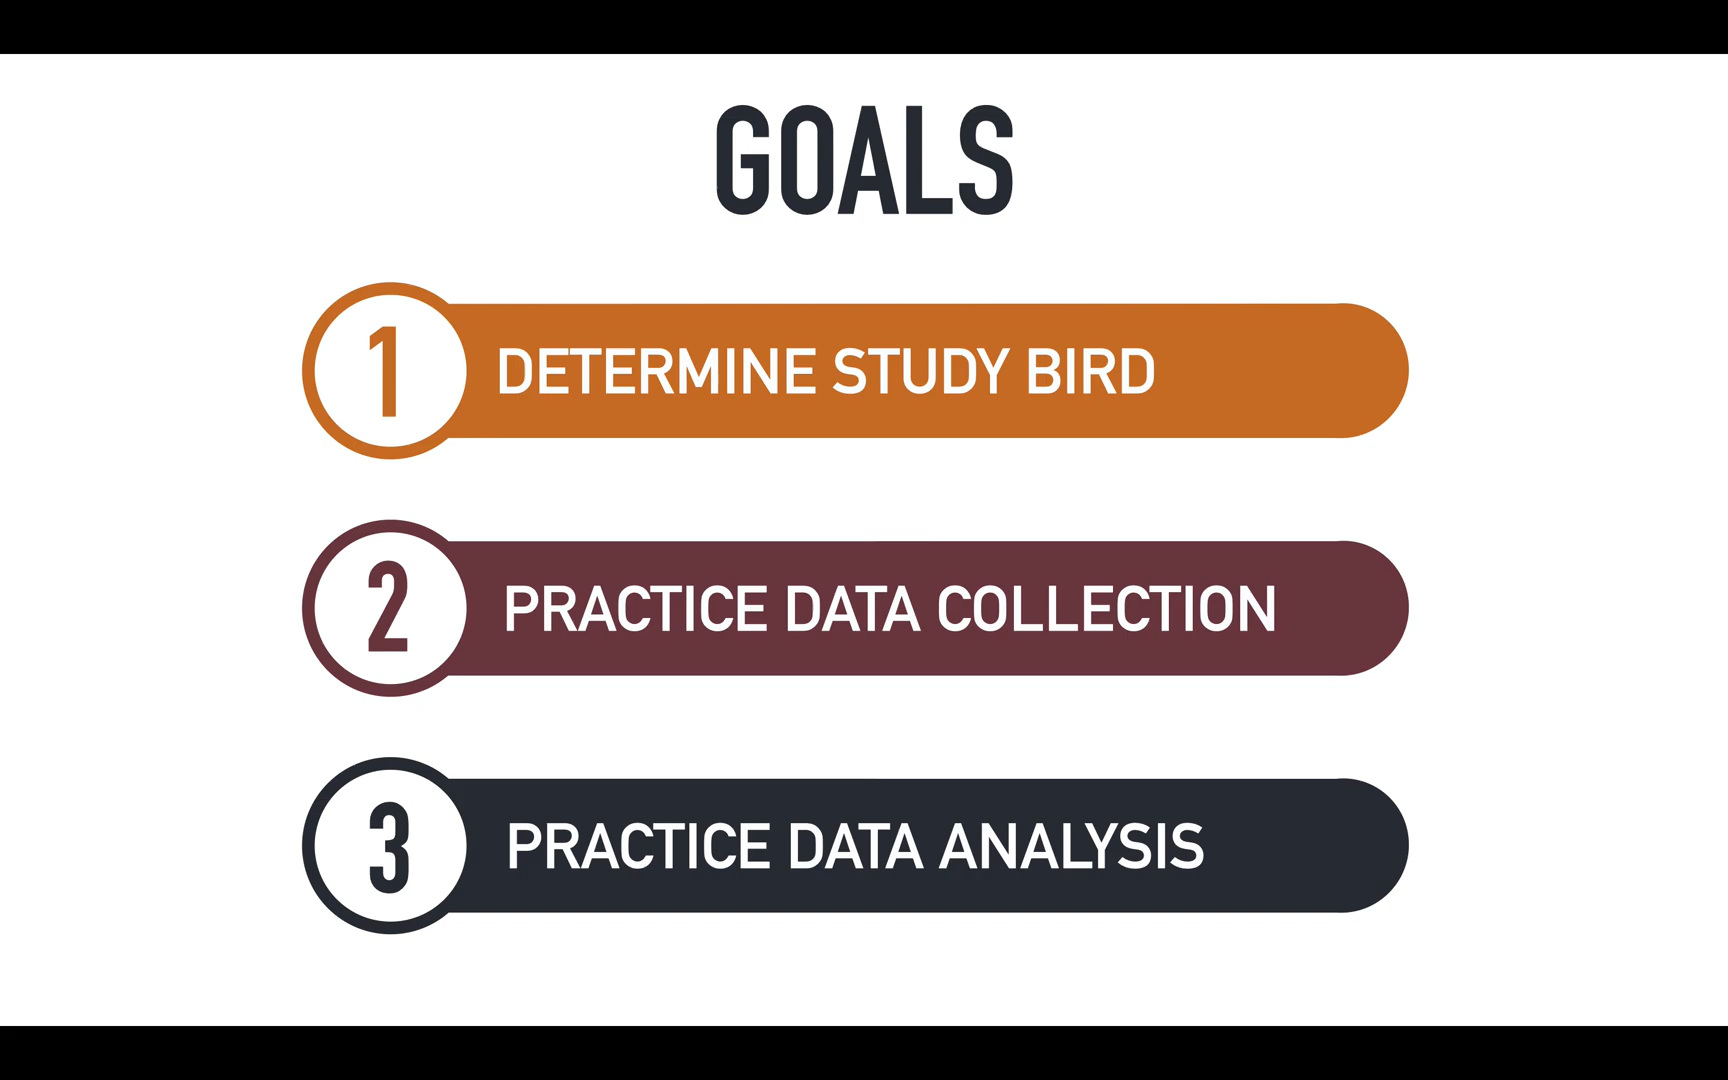 GOALS
1 DETERMINE STUDY BIRD
2 PRACTICE DATA COLLECTION
3 PRACTICE DATA ANALYSIS